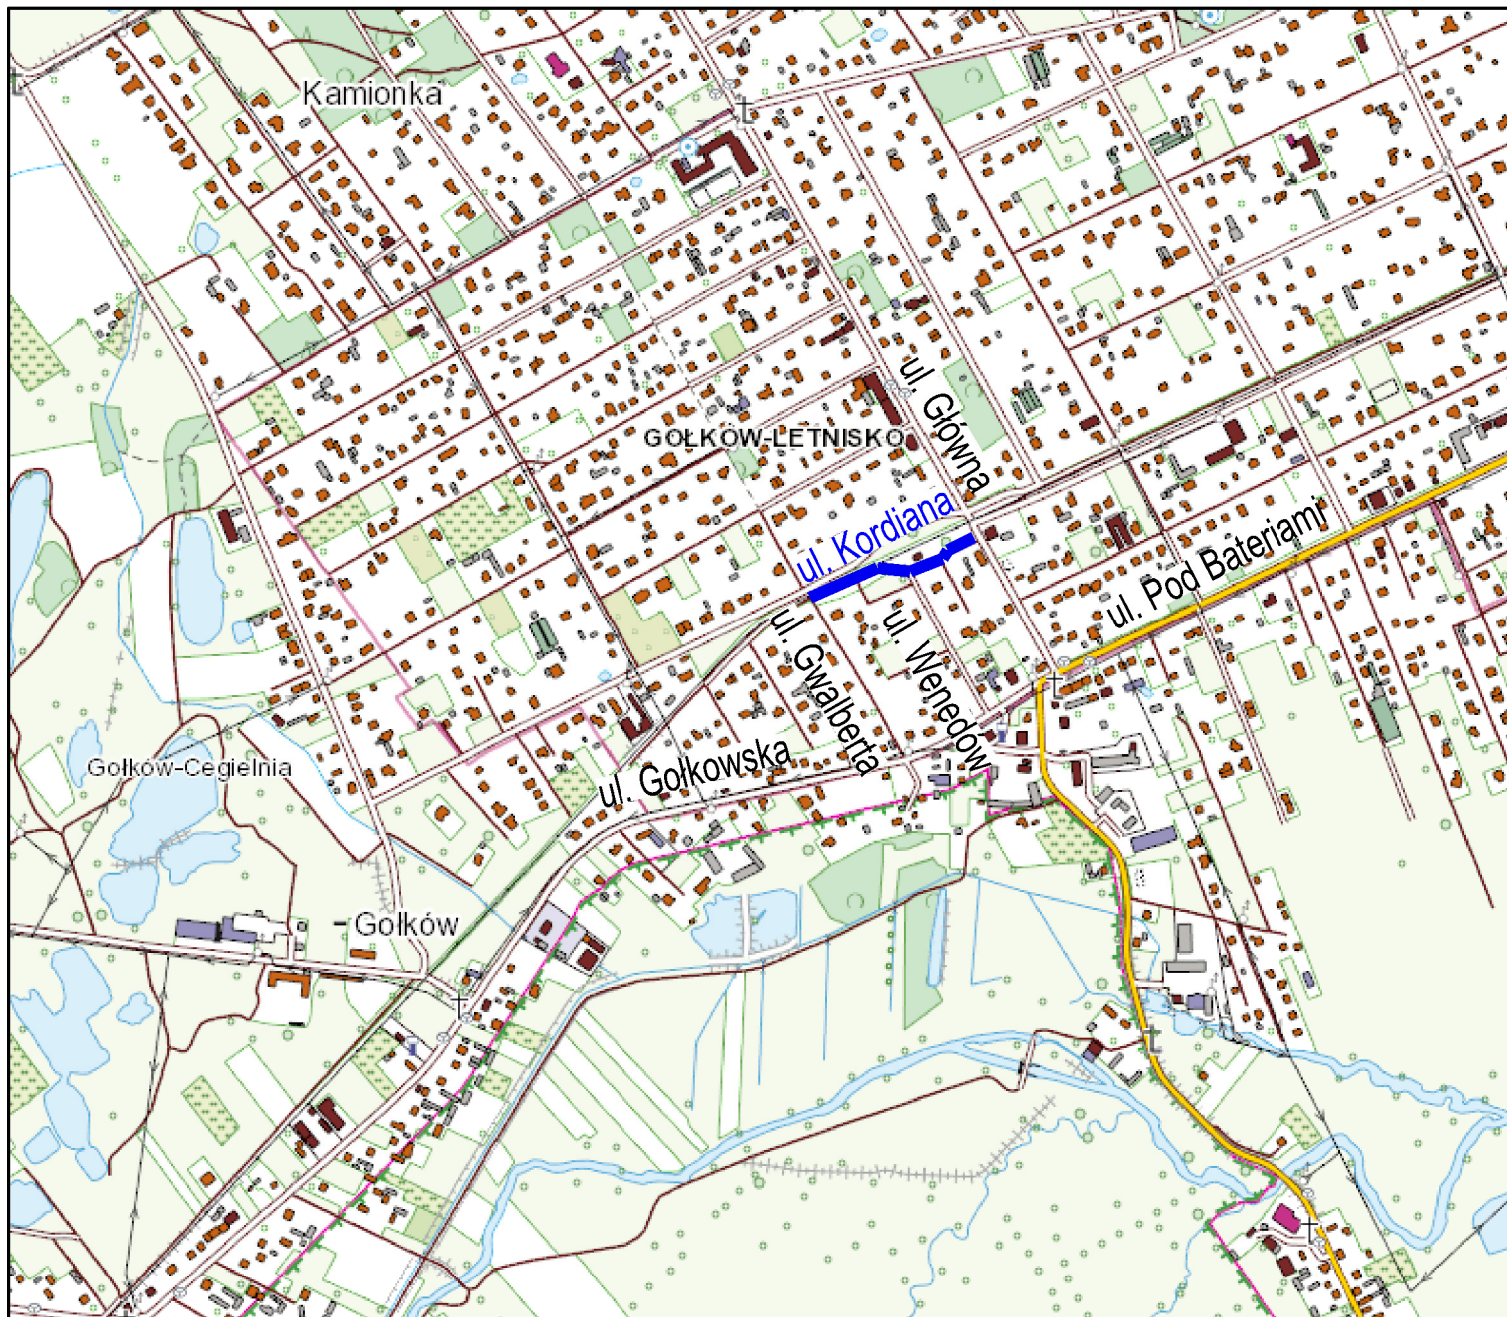 Kamionka
ul. Główna
GOŁKÓW-LETNISKO
ul. Kordiana
ul. Pod Bateriami
ul. Gwalberta
ul. Wenedów
ul. Gołkowska
Gołków-Cegielnia
Gołków